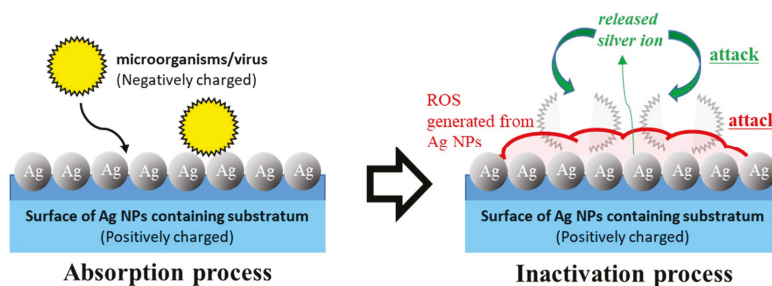 microorganisms/virus
(Negatively charged)
Ag Ag Ag Ag Ag Ag Ag Ag
Surface of Ag NPs containing substratum
(Positively charged)
Absorption process
released
silver ion
attack
ROS
generated from
Ag NPs
attack
Ag Ag Ag Ag Ag Ag Ag Ag
Surface of Ag NPs containing substratum
(Positively charged)
Inactivation process